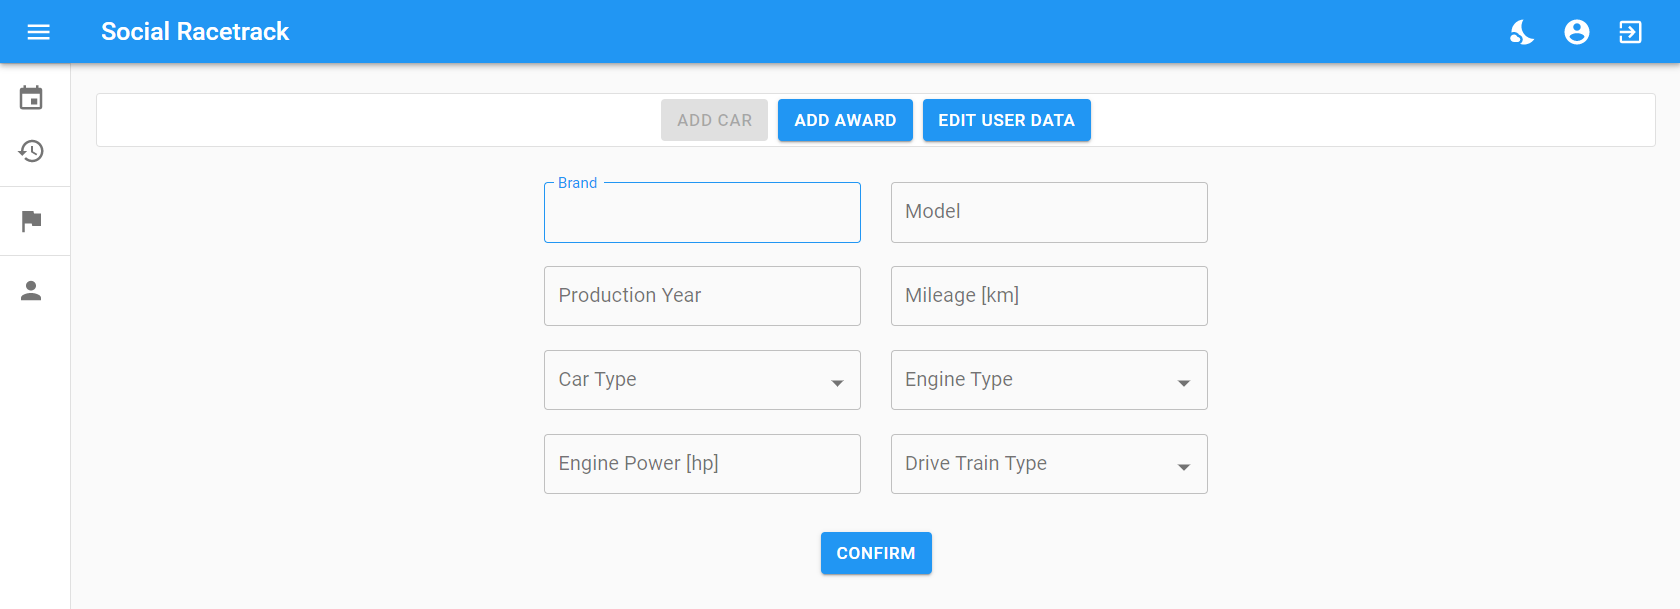 Social Racetrack
ADD CAR ADD AWARD EDIT USER DATA
Brand
Model
Production Year
Mileage [km]
Car Type
Engine Type
Engine Power [hp]
Drive Train Type
CONFIRM